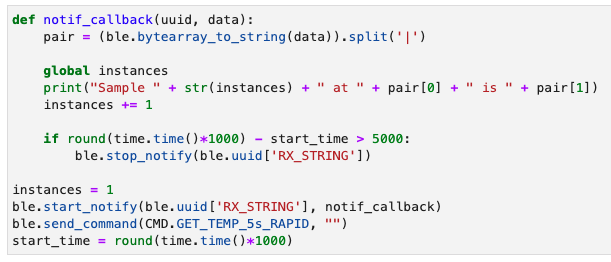 def notif_callback(uuid, data):
    pair = (ble.bytearray_to_string(data)).split('|')
    global instances
    print("Sample " + str(instances) + " at " + pair[0] + " is " + pair[1])
    instances += 1
    if round(time.time()*1000) - start_time > 5000:
        ble.stop_notify(ble.uuid['RX_STRING'])
instances = 1
ble.start_notify(ble.uuid['RX_STRING'], notif_callback)
ble.send_command(CMD.GET_TEMP_5s_RAPID, "")
start_time = round(time.time()*1000)